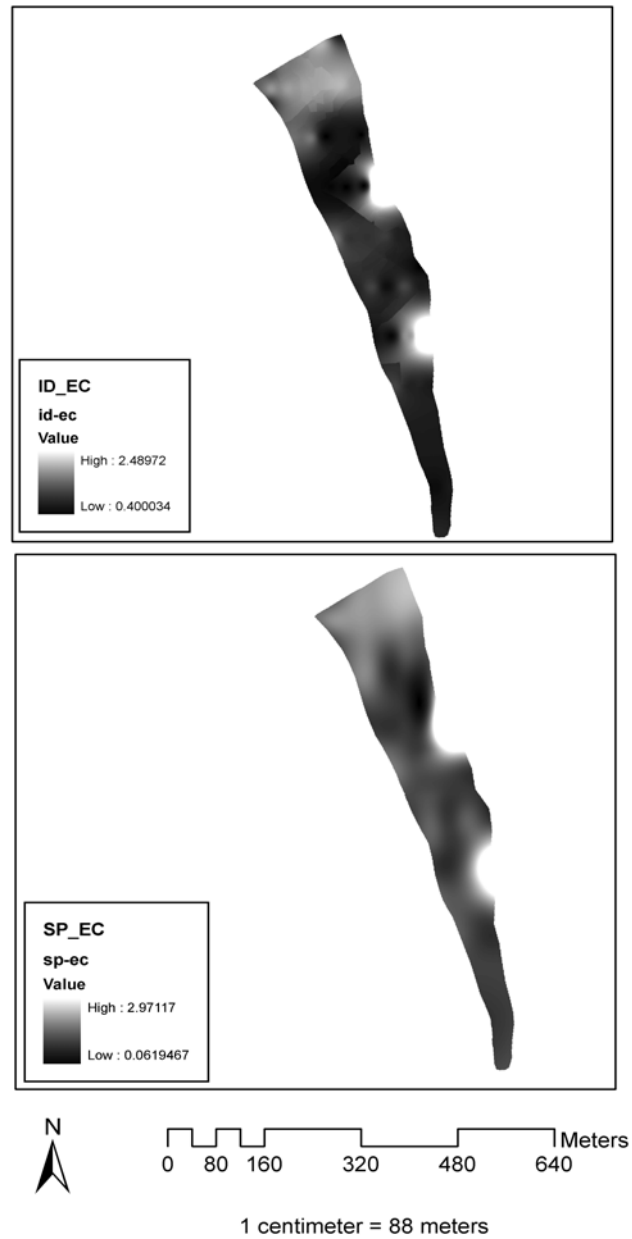 ID_EC
id-ec
Value
High : 2.48972
Low : 0.400034
SP_EC
sp-ec
Value
High : 2.97117
Low : 0.0619467
N
Meters
0 80 160 320 480 640
1 centimeter = 88 meters